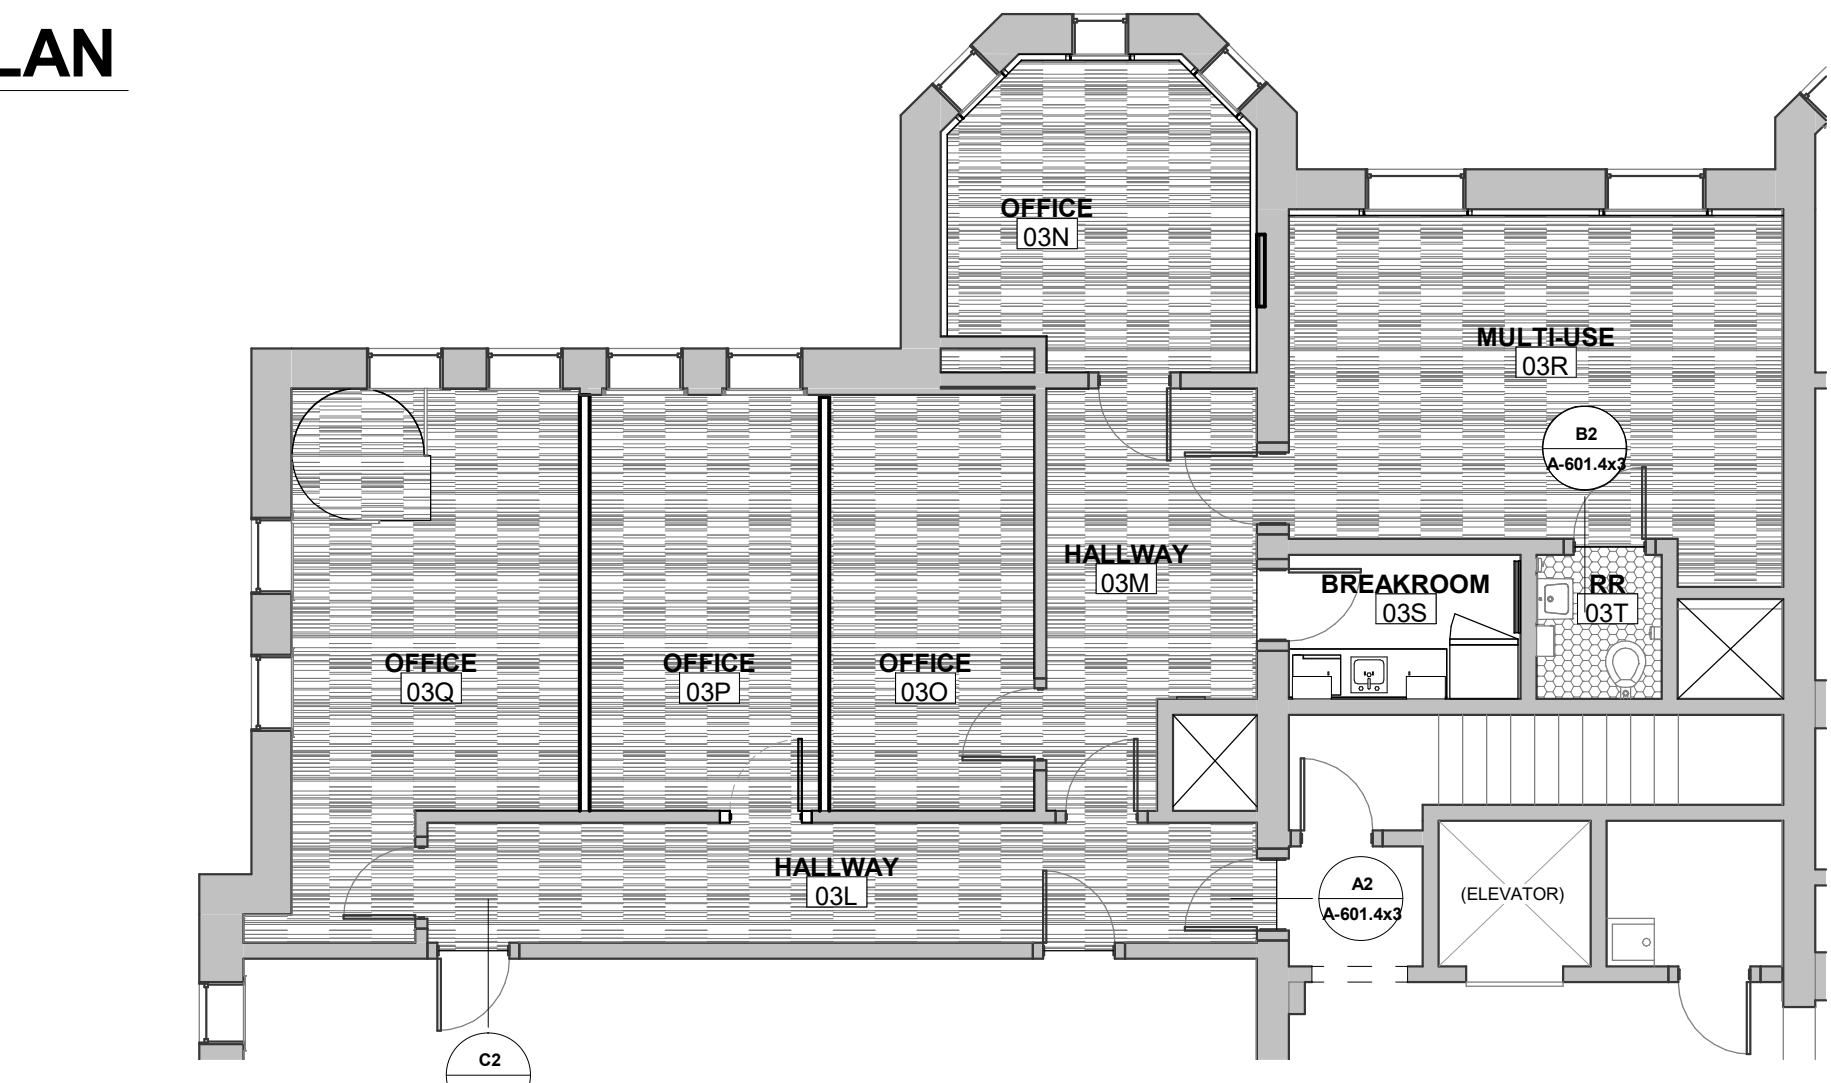 LAN
OFFICE
03N
MULTI-USE
03R
B2
A-601.4x3
HALLWAY
03M
BREAKROOM
03S
RR
03T
OFFICE
03Q
OFFICE
03P
OFFICE
03O
HALLWAY
03L
A2
A-601.4x3
(ELEVATOR)
C2